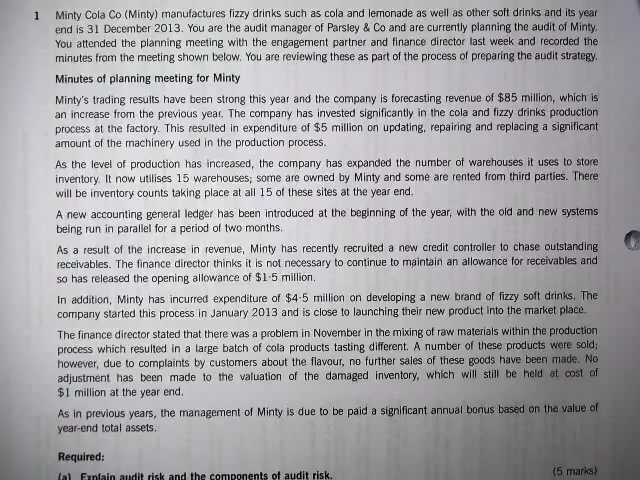 1 Minty Cola Co (Minty) manufactures fizzy drinks such as cola and lemonade as well as other soft drinks and its year
end is 31 December 2013. You are the audit manager of Parsley & Co and are currently planning the audit of Minty.
You attended the planning meeting with the engagement partner and finance director last week and recorded the
minutes from the meeting shown below. You are reviewing these as part of the process of preparing the audit strategy.
Minutes of planning meeting for Minty
Minty's trading results have been strong this year and the company is forecasting revenue of $85 million, which is
an increase from the previous year. The company has invested significantly in the cola and fizzy drinks production
process at the factory. This resulted in expenditure of $5 million on updating, repairing and replacing a significant
amount of the machinery used in the production process.
As the level of production has increased, the company has expanded the number of warehouses it uses to store
inventory. It now utilises 15 warehouses; some are owned by Minty and some are rented from third parties. There
will be inventory counts taking place at all 15 of these sites at the year end.
A new accounting general ledger has been introduced at the beginning of the year, with the old and new systems
being run in parallel for a period of two months.
As a result of the increase in revenue, Minty has recently recruited a new credit controller to chase outstanding
receivables. The finance director thinks it is not necessary to continue to maintain an allowance for receivables and
so has released the opening allowance of $1·5 million.
In addition, Minty has incurred expenditure of $4·5 million on developing a new brand of fizzy soft drinks. The
company started this process in January 2013 and is close to launching their new product into the market place.
The finance director stated that there was a problem in November in the mixing of raw materials within the production
process which resulted in a large batch of cola products tasting different. A number of these products were sold;
however, due to complaints by customers about the flavour, no further sales of these goods have been made. No
adjustment has been made to the valuation of the damaged inventory, which will still be held at cost of
$1 million at the year end.
As in previous years, the management of Minty is due to be paid a significant annual bonus based on the value of
year-end total assets.
Required:
(a) Explain audit risk and the components of audit risk. (5 marks)